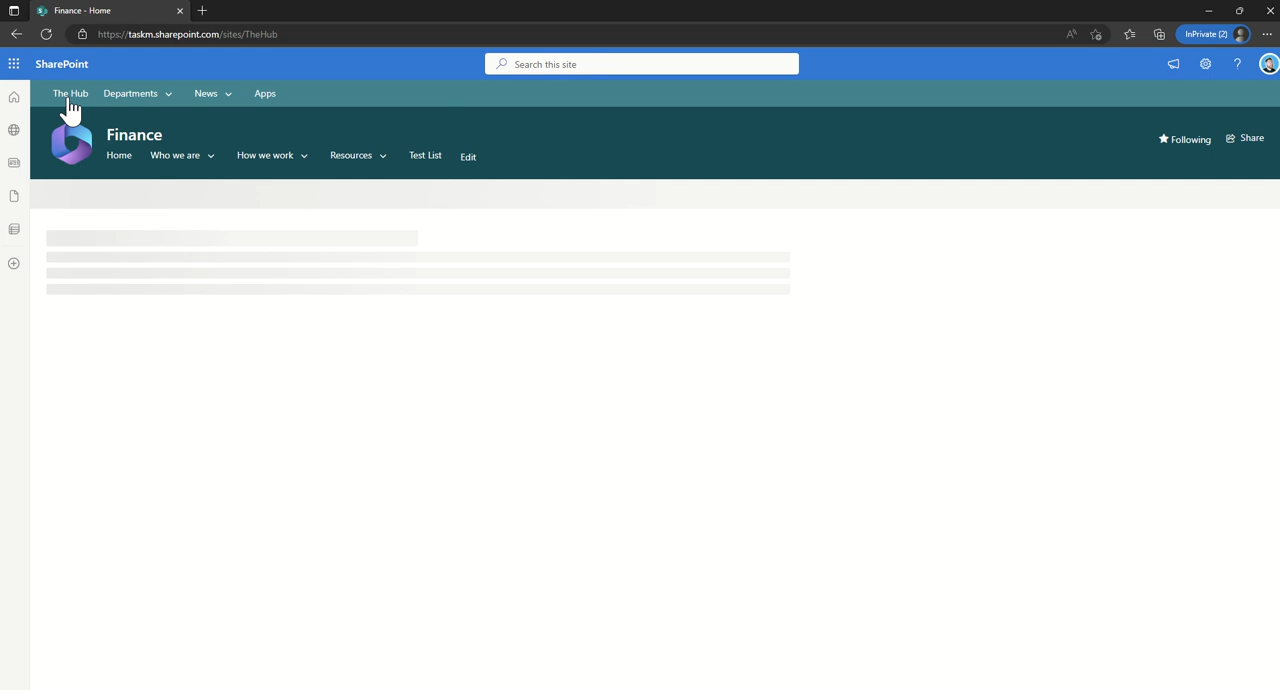 Finance - Home
https://taskm.sharepoint.com/sites/TheHub
InPrivate (2)
SharePoint
Search this site
The Hub Departments News Apps
Finance
Following Share
Home Who we are How we work Resources Test List Edit